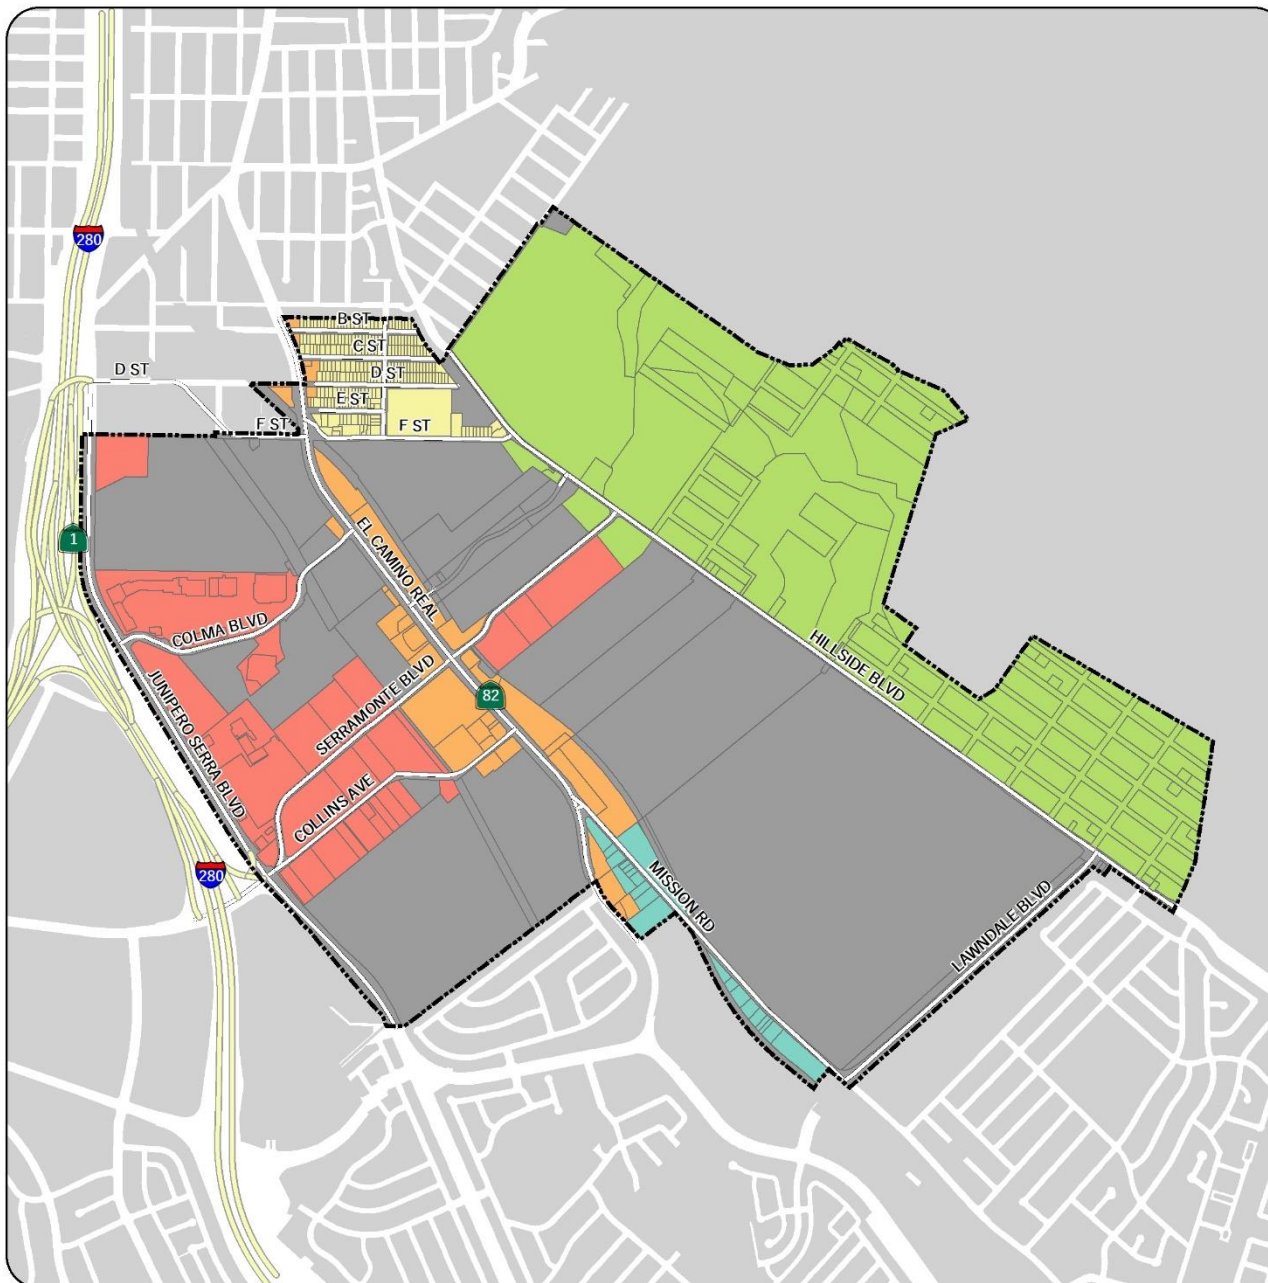 280
B ST
C ST
D ST
D ST
E ST
F ST
F ST
1
EL CAMINO REAL
COLMA BLVD
HILLSIDE BLVD
SERRAMONTE BLVD
JUNIPERO SERRA BLVD
82
COLLINS AVE
280
MISSION RD
LAWNDALE BLVD